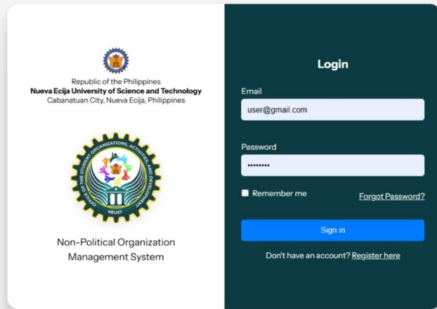 Republic of the Philippines
Nueva Ecija University of Science and Technology
Cabanatuan City, Nueva Ecija, Philippines
NEUST
Non-Political Organization
Management System
Login
Email
user@gmail.com
Password
••••••••
Remember me
Forgot Password?
Sign in
Don't have an account? Register here